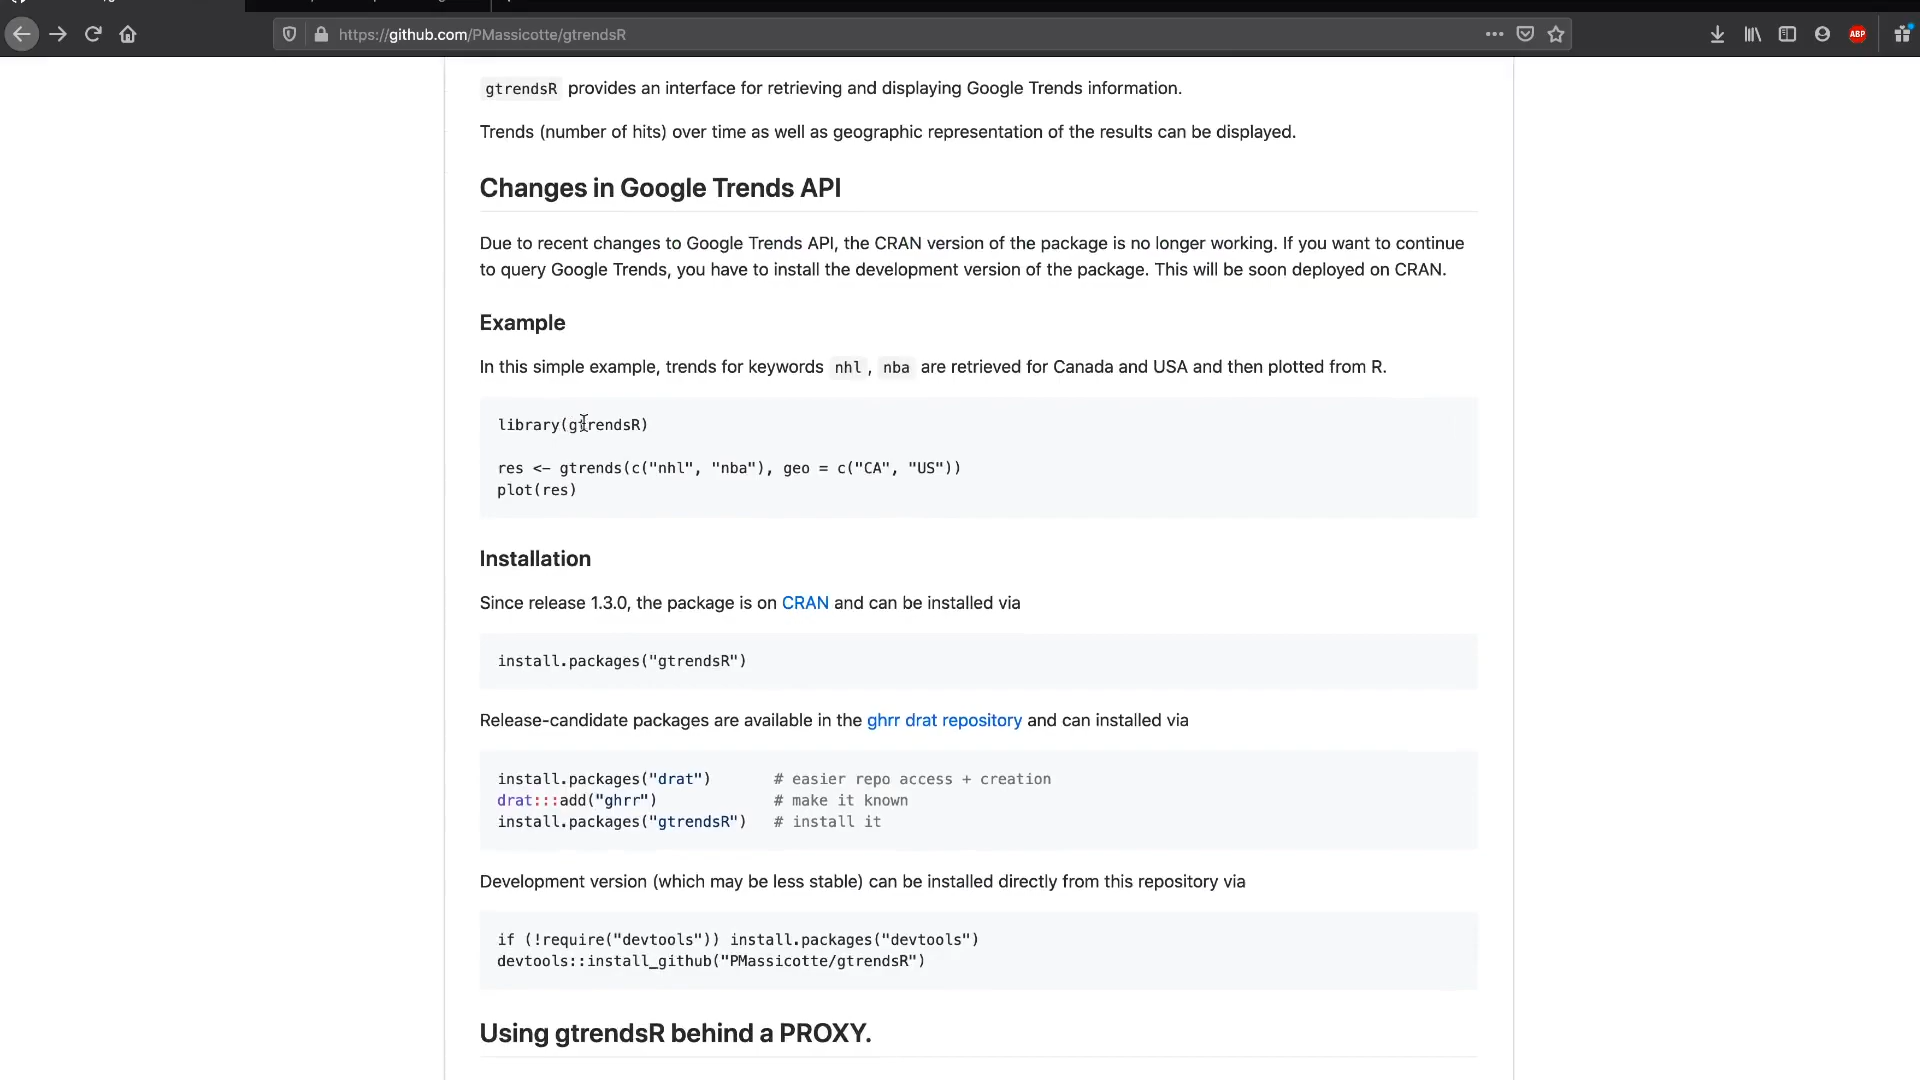 https://github.com/PMassicotte/gtrendsR
ABP
gtrendsR provides an interface for retrieving and displaying Google Trends information.
Trends (number of hits) over time as well as geographic representation of the results can be displayed.
Changes in Google Trends API
Due to recent changes to Google Trends API, the CRAN version of the package is no longer working. If you want to continue
to query Google Trends, you have to install the development version of the package. This will be soon deployed on CRAN.
Example
In this simple example, trends for keywords nhl, nba are retrieved for Canada and USA and then plotted from R.
library(gtrendsR)
res <- gtrends(c("nhl", "nba"), geo = c("CA", "US"))
plot(res)
Installation
Since release 1.3.0, the package is on CRAN and can be installed via
install.packages("gtrendsR")
Release-candidate packages are available in the ghrr drat repository and can installed via
install.packages("drat") # easier repo access + creation
drat:::add("ghrr") # make it known
install.packages("gtrendsR") # install it
Development version (which may be less stable) can be installed directly from this repository via
if (!require("devtools")) install.packages("devtools")
devtools::install_github("PMassicotte/gtrendsR")
Using gtrendsR behind a PROXY.